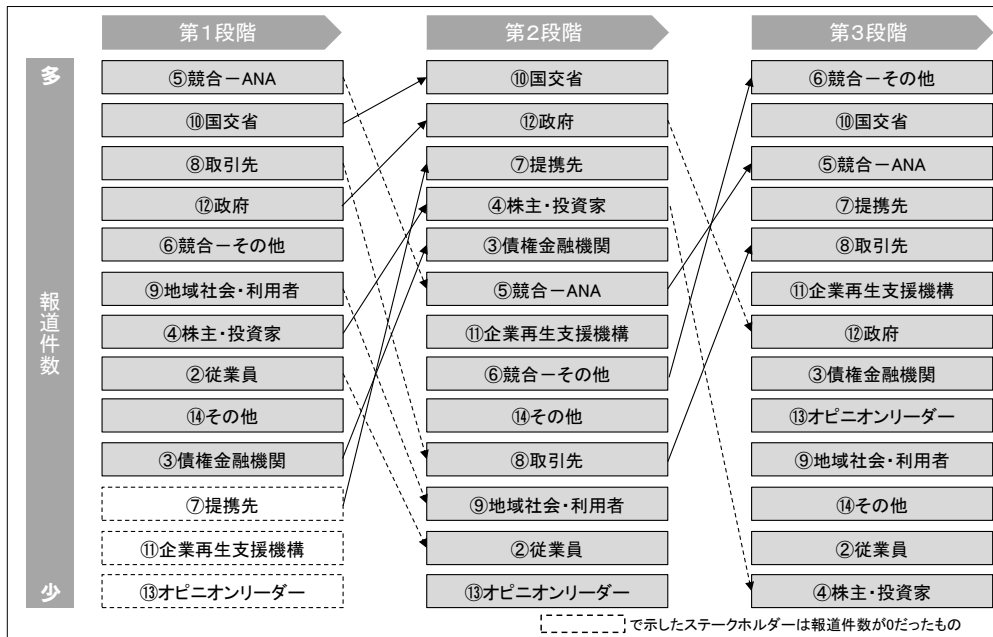 第1段階
第2段階
第3段階
多
報道件数
少
⑤競合－ANA
⑩国交省
⑧取引先
⑫政府
⑥競合－その他
⑨地域社会・利用者
④株主・投資家
②従業員
⑭その他
③債権金融機関
⑦提携先
⑪企業再生支援機構
⑬オピニオンリーダー
⑩国交省
⑫政府
⑦提携先
④株主・投資家
③債権金融機関
⑤競合－ANA
⑪企業再生支援機構
⑥競合－その他
⑭その他
⑧取引先
⑨地域社会・利用者
②従業員
⑬オピニオンリーダー
⑥競合－その他
⑩国交省
⑤競合－ANA
⑦提携先
⑧取引先
⑪企業再生支援機構
⑫政府
③債権金融機関
⑬オピニオンリーダー
⑨地域社会・利用者
⑭その他
②従業員
④株主・投資家
で示したステークホルダーは報道件数が0だったもの